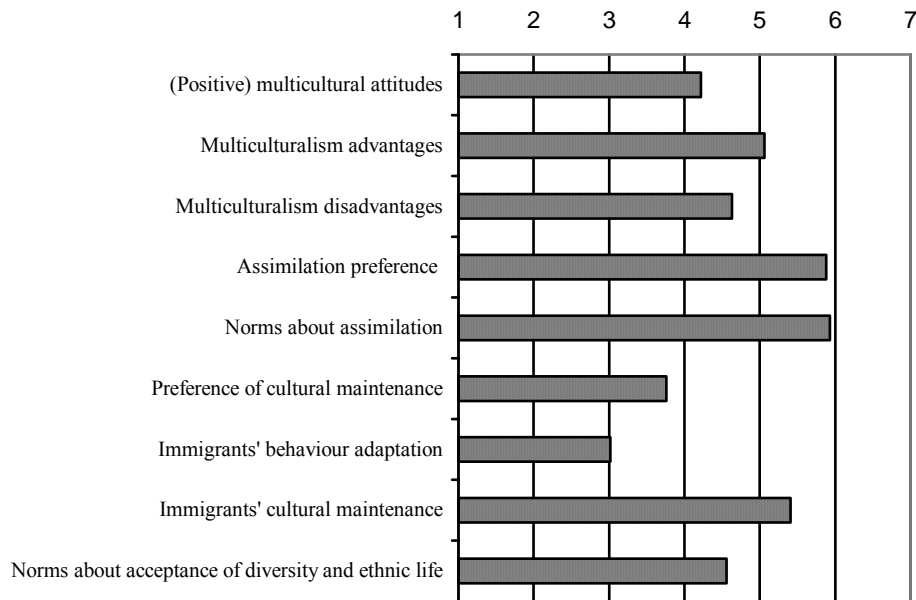 1 2 3 4 5 6 7
(Positive) multicultural attitudes
Multiculturalism advantages
Multiculturalism disadvantages
Assimilation preference
Norms about assimilation
Preference of cultural maintenance
Immigrants' behaviour adaptation
Immigrants' cultural maintenance
Norms about acceptance of diversity and ethnic life